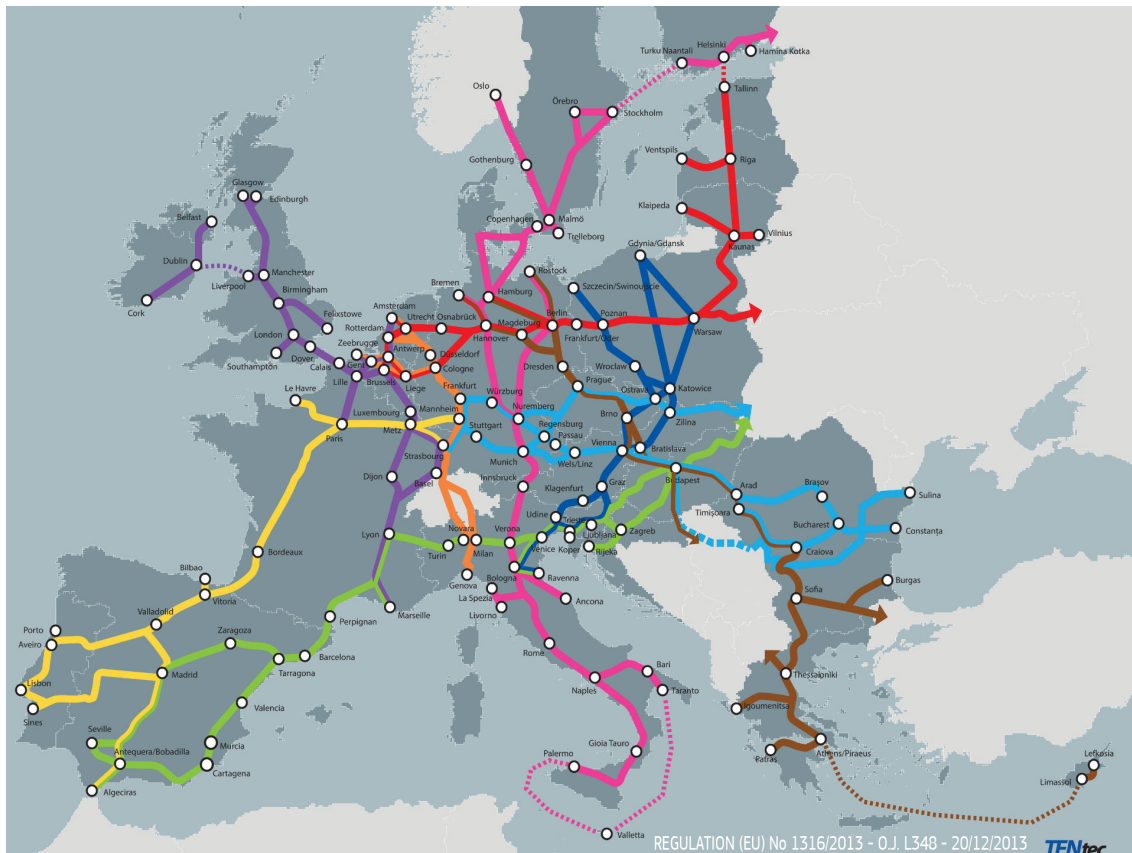 Helsinki
Turku Naantali
Hamina Kotka
Oslo
Örebro
Stockholm
Tallinn
Gothenburg
Ventspils
Riga
Glasgow
Edinburgh
Belfast
Klaipeda
Copenhagen
Malmö
Trelleborg
Kaunas
Vilnius
Dublin
Liverpool
Manchester
Gdynia/Gdansk
Rostock
Cork
Birmingham
Bremen
Hamburg
Szczecin/Swinoujscie
Felixstowe
Amsterdam
Utrecht
Osnabrück
Magdeburg
Berlin
Poznan
Warsaw
London
Rotterdam
Hannover
Frankfurt/Oder
Zeebrugge
Southampton
Dover
Calais
Gent
Antwerp
Düsseldorf
Cologne
Dresden
Wroclaw
Lille
Brussels
Liege
Prague
Ostrava
Katowice
Le Havre
Frankfurt
Würzburg
Luxembourg
Mannheim
Nuremberg
Brno
Zilina
Paris
Metz
Stuttgart
Regensburg
Passau
Vienna
Bratislava
Strasbourg
Munich
Wels/Linz
Dijon
Basel
Innsbruck
Klagenfurt
Graz
Budapest
Arad
Braşov
Sulina
Timişoara
Udine
Trieste
Bucharest
Constanţa
Lyon
Turin
Novara
Milan
Verona
Venice
Koper
Ljubljana
Zagreb
Rijeka
Craiova
Bordeaux
Genova
Bologna
Ravenna
Bilbao
Vitoria
La Spezia
Livorno
Ancona
Marseille
Sofia
Burgas
Valladolid
Perpignan
Porto
Aveiro
Zaragoza
Rome
Barcelona
Madrid
Tarragona
Bari
Thessaloniki
Lisbon
Naples
Taranto
Sines
Valencia
Igoumenitsa
Seville
Murcia
Gioia Tauro
Athens/Piraeus
Antequera/Bobadilla
Patras
Palermo
Cartagena
Lefkosia
Limassol
Algeciras
Valletta
REGULATION (EU) No 1316/2013 - O.J. L348 - 20/12/2013
TENtec